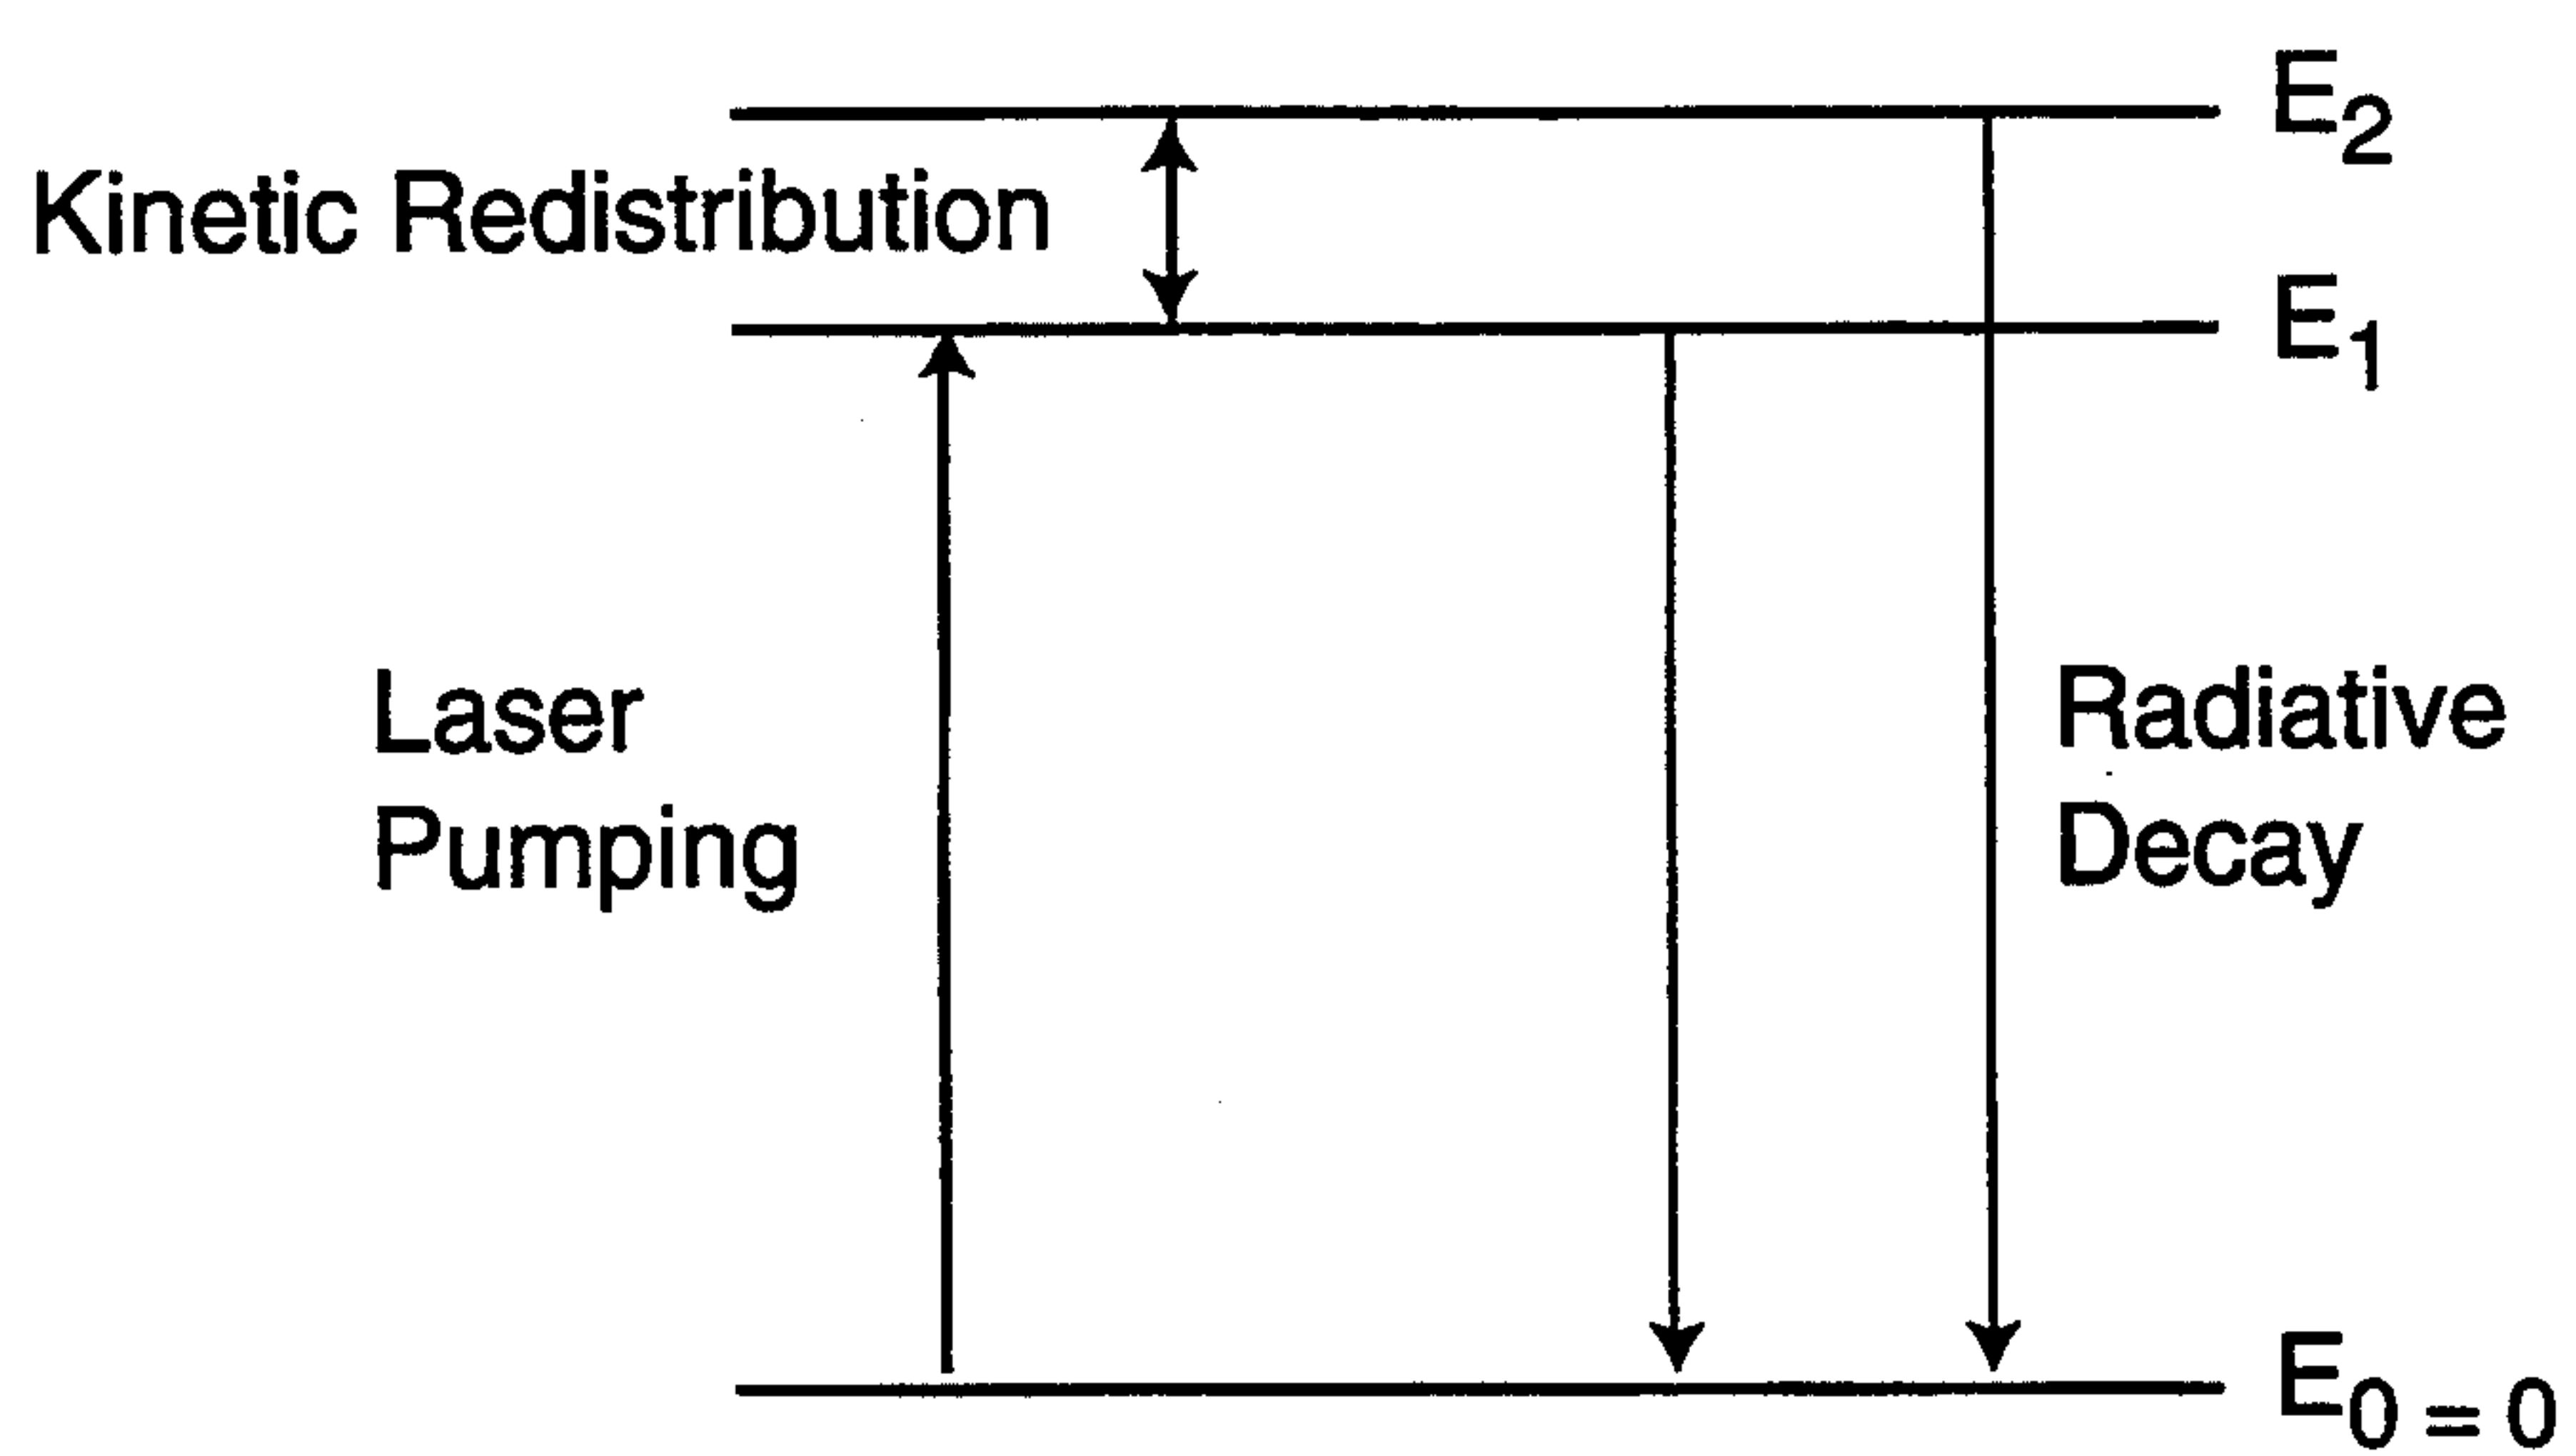 E2
Kinetic Redistribution
E1
Laser
Pumping
Radiative
Decay
E0 = 0